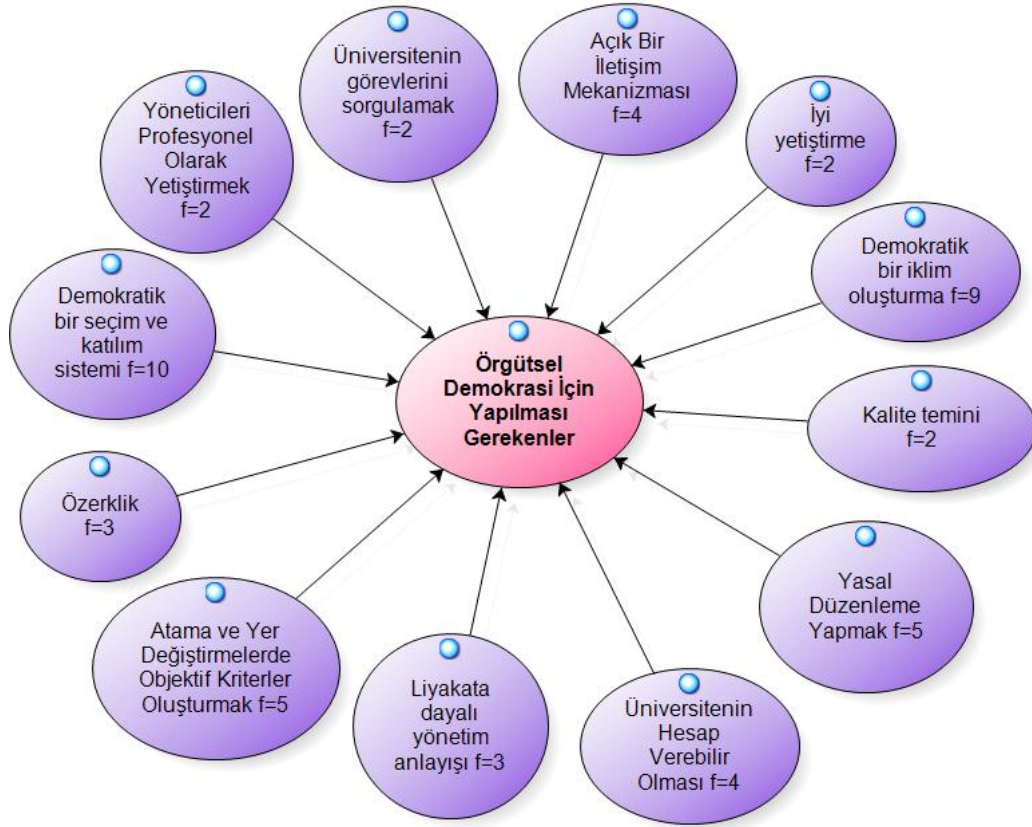 Üniversitenin
görevlerini
sorgulamak
f=2
Açık Bir
İletişim
Mekanizması
f=4
İyi
yetiştirme
f=2
Yöneticileri
Profesyonel
Olarak
Yetiştirmek
f=2
Demokratik
bir iklim
oluşturma f=9
Demokratik
bir seçim ve
katılım
sistemi f=10
Örgütsel
Demokrasi İçin
Yapılması
Gerekenler
Kalite temini
f=2
Özerklik
f=3
Yasal
Düzenleme
Yapmak f=5
Atama ve Yer
Değiştirmelerde
Objektif Kriterler
Oluşturmak f=5
Liyakata
dayalı
yönetim
anlayışı f=3
Üniversitenin
Hesap
Verebilir
Olması f=4